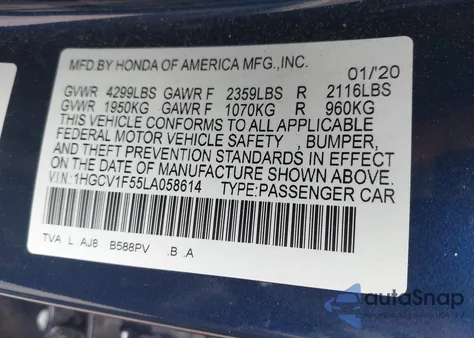 MFD.BY HONDA OF AMERICA MFG.,INC. 01/'20
GVWR 4299LBS GAWR F 2359LBS R 2116LBS
GVWR 1950KG GAWR F 1070KG R 960KG
THIS VEHICLE CONFORMS TO ALL APPLICABLE
FEDERAL MOTOR VEHICLE SAFETY , BUMPER,
AND THEFT PREVENTION STANDARDS IN EFFECT
ON THE DATE OF MANUFACTURE SHOWN ABOVE.
V.I.N:1HGCV1F55LA058614 TYPE:PASSENGER CAR
TVA L AJ8 B588PV .B .A
autoSnap